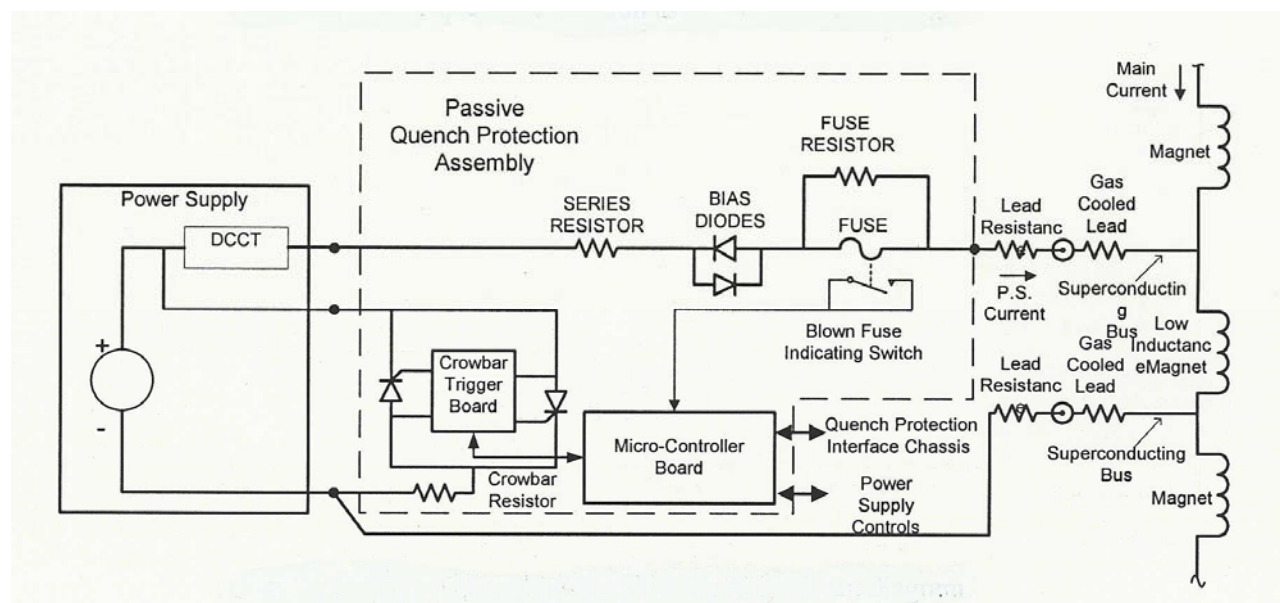 Main
Current
Passive
Quench Protection
Assembly
FUSE
RESISTOR
Magnet
Power Supply
SERIES
RESISTOR
BIAS
DIODES
Lead
Resistanc
e
Gas
Cooled
Lead
DCCT
FUSE
P.S.
Current
Superconductin
g
Bus
Blown Fuse
Indicating Switch
Low
Inductanc
eMagnet
+
-
Crowbar
Trigger
Board
Lead
Resistanc
e
Gas
Cooled
Lead
Micro-Controller
Board
Quench Protection
Interface Chassis
Superconducting
Bus
Crowbar
Resistor
Power
Supply
Controls
Magnet